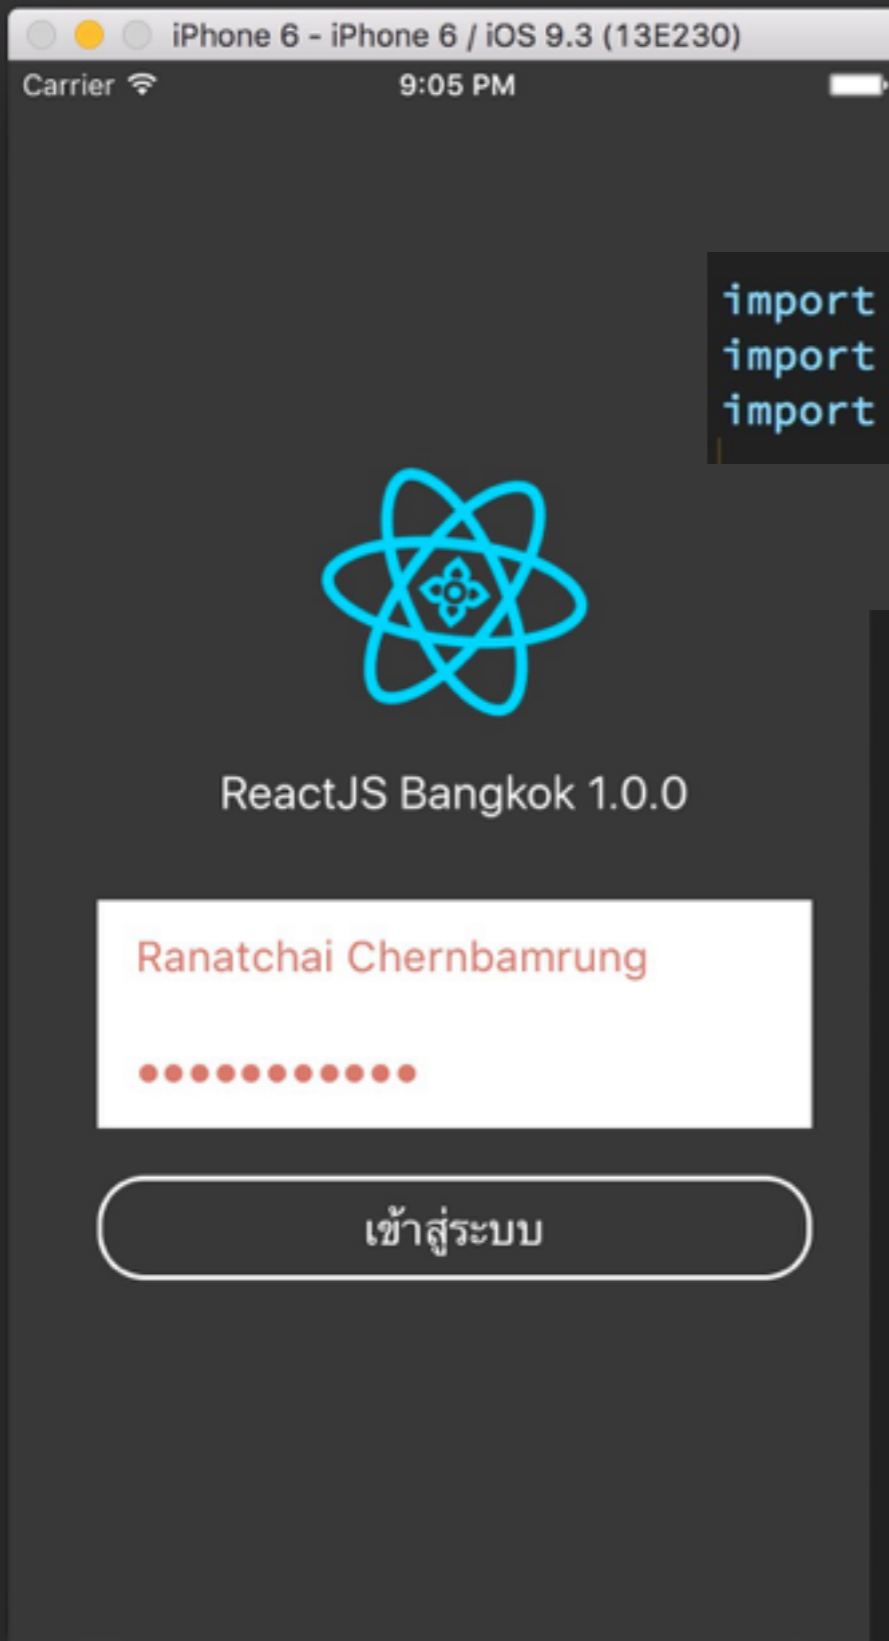 iPhone 6 - iPhone 6 / iOS 9.3 (13E230)
Carrier 9:05 PM
import
import
import
ReactJS Bangkok 1.0.0
Ranatchai Chernbamrung
•••••••••••
เข้าสู่ระบบ